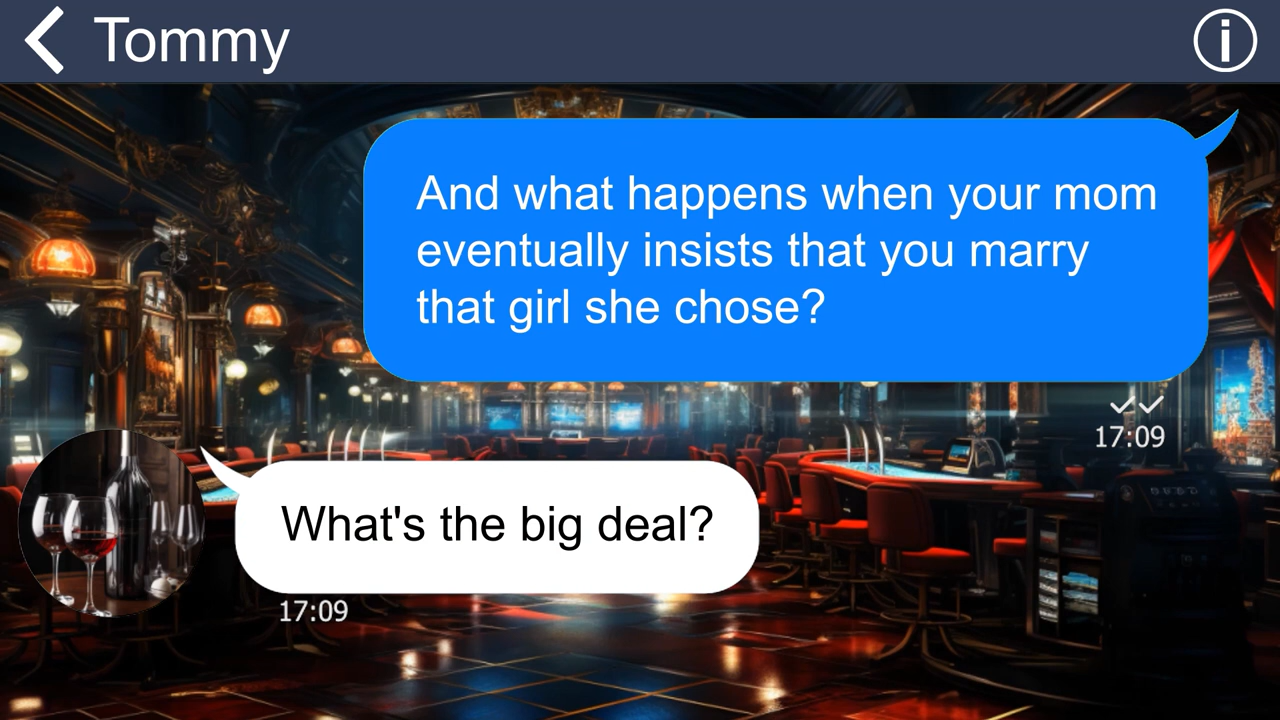 Tommy
And what happens when your mom
eventually insists that you marry
that girl she chose?
17:09
What's the big deal?
17:09